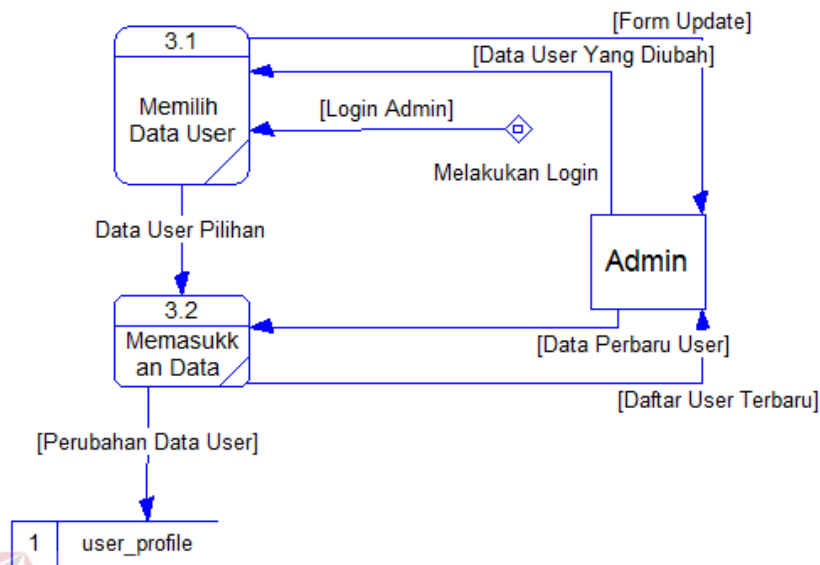 [Form Update]
3.1
[Data User Yang Diubah]
Memilih
Data User
[Login Admin]
Melakukan Login
Data User Pilihan
Admin
3.2
Memasukk
an Data
[Data Perbaru User]
[Daftar User Terbaru]
[Perubahan Data User]
1 user_profile